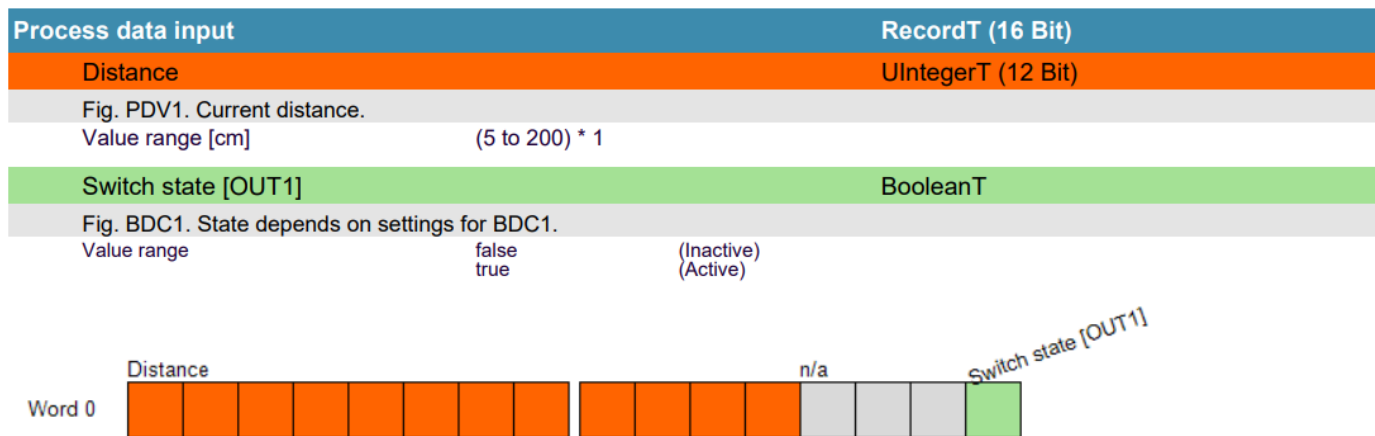 Process data input RecordT (16 Bit)
Distance UIntegerT (12 Bit)
Fig. PDV1. Current distance.
Value range [cm] (5 to 200) * 1
Switch state [OUT1] BooleanT
Fig. BDC1. State depends on settings for BDC1.
Value range false (Inactive)
true (Active)
Distance n/a Switch state [OUT1]
Word 0